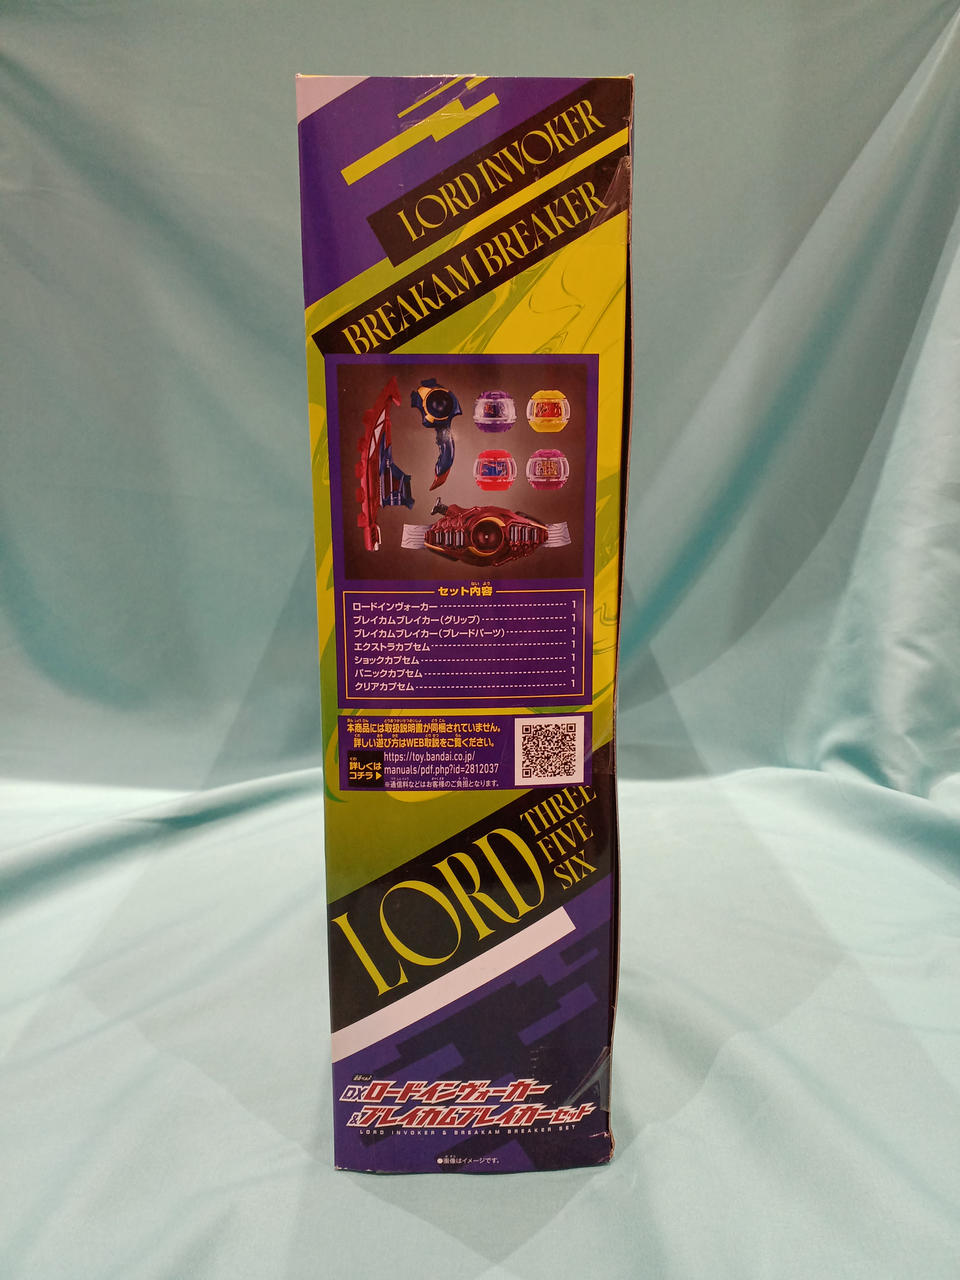 LORD INVOKER
BREAKAM BREAKER
セット内容
ないよう
ロードインヴォーカー 1
ブレイカムブレイカー(グリップ) 1
ブレイカムブレイカー(ブレードパーツ) 1
エクストラカプセム 1
ショックカプセム 1
パニックカプセム 1
クリアカプセム 1
本商品には取扱説明書が同梱されていません。
詳しい遊び方はWEB取説をご覧ください。
詳しくは
コチラ▶
https://toy.bandai.co.jp/
manuals/pdf.php?id=2812037
※通信料などはお客様のご負担となります。
LORD
THREE
FIVE
SIX
DXロードインヴォーカー
&ブレイカムブレイカーセット
LORD INVOKER & BREAKAM BREAKER SET
●画像はイメージです。